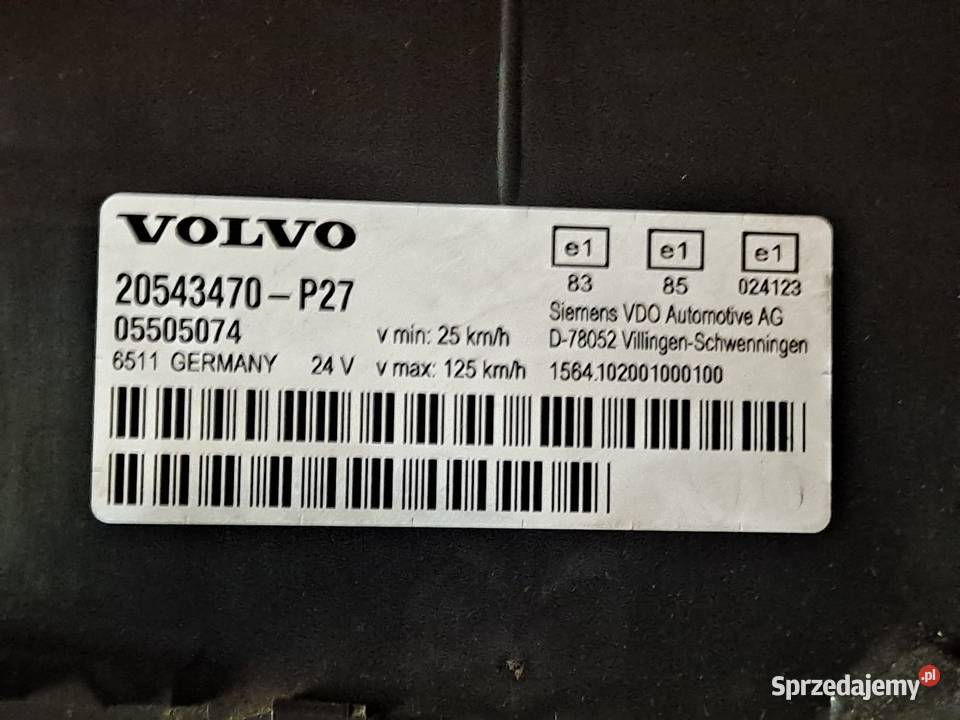 VOLVO
20543470-P27
05505074
6511 GERMANY 24 V
v min: 25 km/h
v max: 125 km/h
e1 e1 e1
83 85 024123
Siemens VDO Automotive AG
D-78052 Villingen-Schwenningen
1564.102001000100
Sprzedajemy.pl